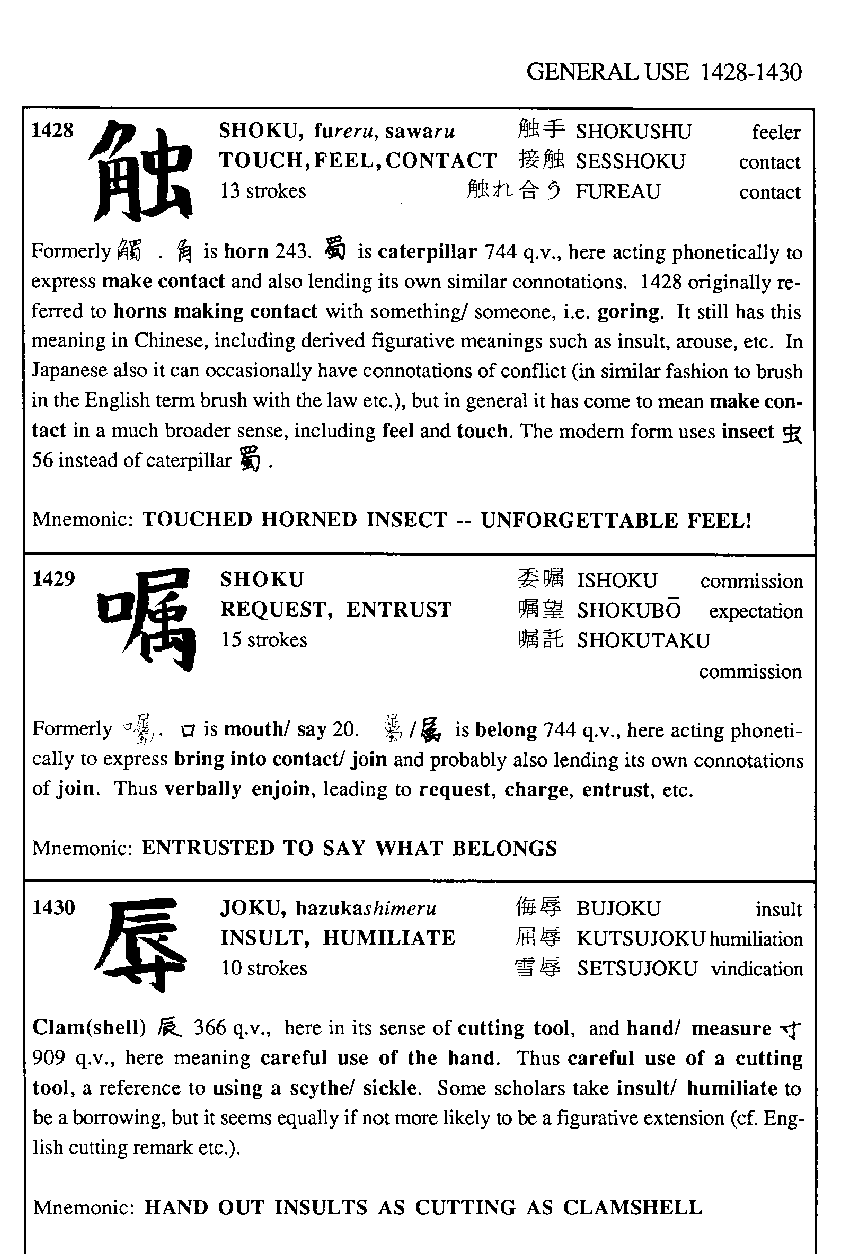 GENERAL USE 1428-1430
1428 触 SHOKU, fureru, sawaru 触手 SHOKUSHU feeler
TOUCH, FEEL, CONTACT 接触 SESSHOKU contact
13 strokes 触れ合う FUREAU contact
Formerly 觸 . 角 is horn 243. 蜀 is caterpillar 744 q.v., here acting phonetically to
express make contact and also lending its own similar connotations. 1428 originally re-
ferred to horns making contact with something/ someone, i.e. goring. It still has this
meaning in Chinese, including derived figurative meanings such as insult, arouse, etc. In
Japanese also it can occasionally have connotations of conflict (in similar fashion to brush
in the English term brush with the law etc.), but in general it has come to mean make con-
tact in a much broader sense, including feel and touch. The modern form uses insect 虫
56 instead of caterpillar 蜀 .
Mnemonic: TOUCHED HORNED INSECT -- UNFORGETTABLE FEEL!
1429 嘱 SHOKU 委嘱 ISHOKU commission
REQUEST, ENTRUST 嘱望 SHOKUBŌ expectation
15 strokes 嘱託 SHOKUTAKU
commission
Formerly 囑. 口 is mouth/ say 20. 屬 / 属 is belong 744 q.v., here acting phoneti-
cally to express bring into contact/ join and probably also lending its own connotations
of join. Thus verbally enjoin, leading to request, charge, entrust, etc.
Mnemonic: ENTRUSTED TO SAY WHAT BELONGS
1430 辱 JOKU, hazukashimeru 侮辱 BUJOKU insult
INSULT, HUMILIATE 屈辱 KUTSUJOKU humiliation
10 strokes 雪辱 SETSUJOKU vindication
Clam(shell) 辰 366 q.v., here in its sense of cutting tool, and hand/ measure 寸
909 q.v., here meaning careful use of the hand. Thus careful use of a cutting
tool, a reference to using a scythe/ sickle. Some scholars take insult/ humiliate to
be a borrowing, but it seems equally if not more likely to be a figurative extension (cf. Eng-
lish cutting remark etc.).
Mnemonic: HAND OUT INSULTS AS CUTTING AS CLAMSHELL